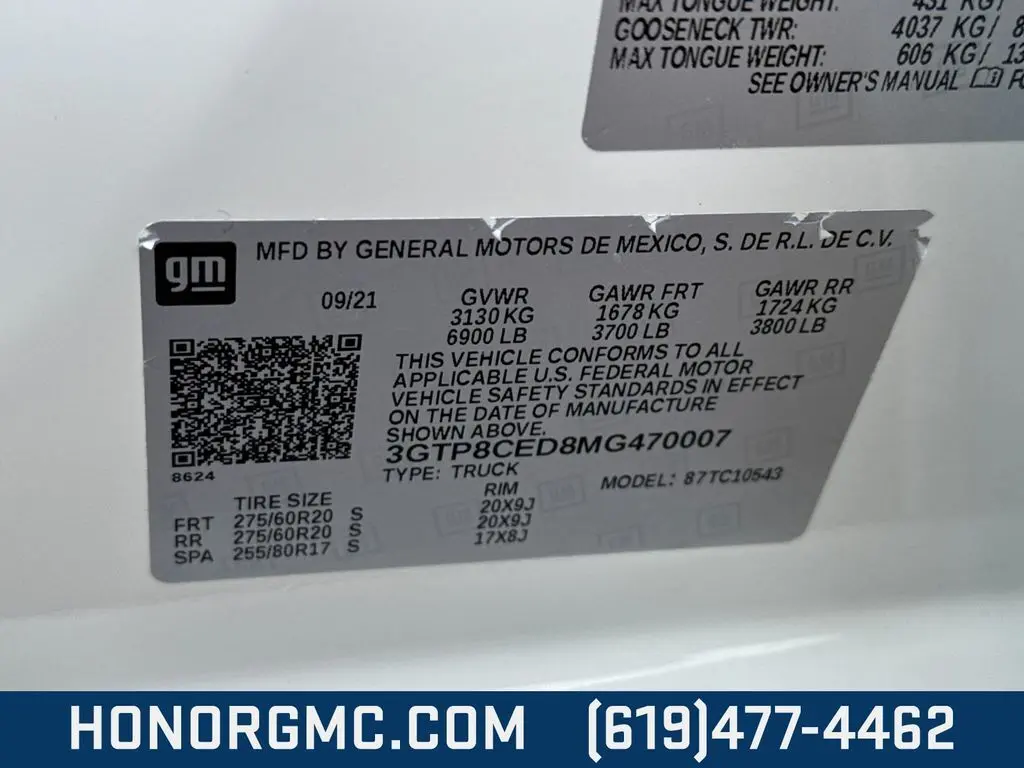 MAX TONGUE WEIGHT: 431 KG/
GOOSENECK TWR: 4037 KG/ 8
MAX TONGUE WEIGHT: 606 KG/ 13
SEE OWNER'S MANUAL
gm
MFD BY GENERAL MOTORS DE MEXICO, S. DE R.L. DE C.V.
09/21 GVWR GAWR FRT GAWR RR
3130 KG 1678 KG 1724 KG
6900 LB 3700 LB 3800 LB
THIS VEHICLE CONFORMS TO ALL
APPLICABLE U.S. FEDERAL MOTOR
VEHICLE SAFETY STANDARDS IN EFFECT
ON THE DATE OF MANUFACTURE
SHOWN ABOVE.
3GTP8CED8MG470007
8624
TYPE: TRUCK MODEL: 87TC10543
TIRE SIZE RIM
FRT 275/60R20 S 20X9J
RR 275/60R20 S 20X9J
SPA 255/80R17 S 17X8J
HONORGMC.COM (619)477-4462